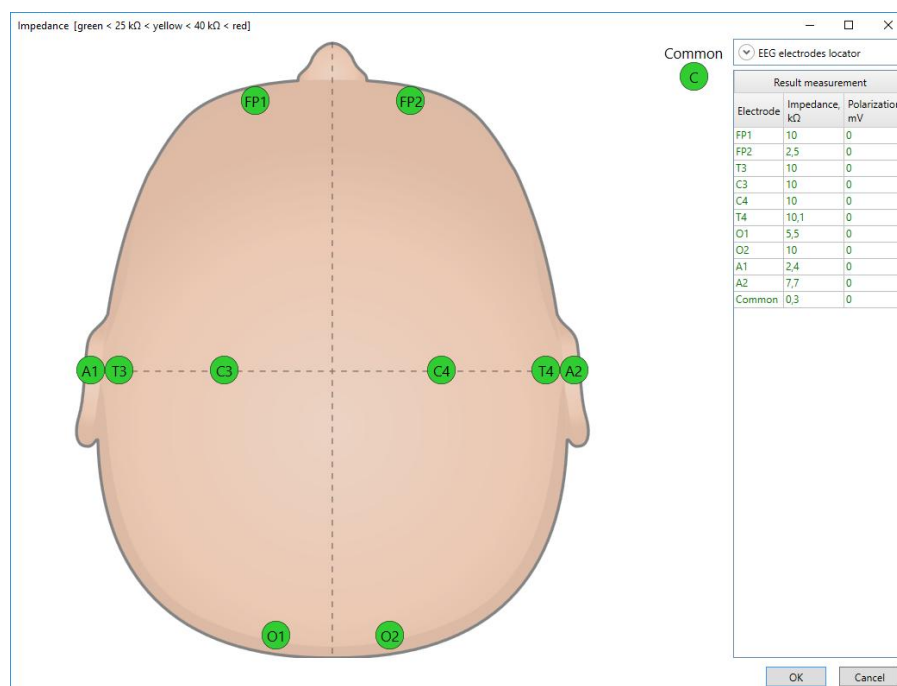 Impedance [green < 25 kΩ < yellow < 40 kΩ < red]
Common
C
EEG electrodes locator
FP1
FP2
A1
T3
C3
C4
T4
A2
O1
O2
Result measurement
Electrode Impedance, kΩ Polarization mV
FP1 10 0
FP2 2,5 0
T3 10 0
C3 10 0
C4 10 0
T4 10,1 0
O1 5,5 0
O2 10 0
A1 2,4 0
A2 7,7 0
Common 0,3 0
OK
Cancel